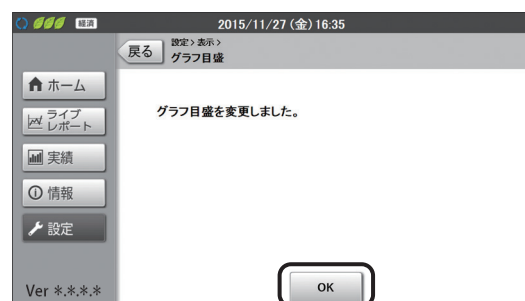 経済
2015/11/27 (金) 16:35
戻る
設定＞表示＞
グラフ目盛
ホーム
ライブ
レポート
実績
情報
設定
グラフ目盛を変更しました。
OK
Ver *.*.*.*